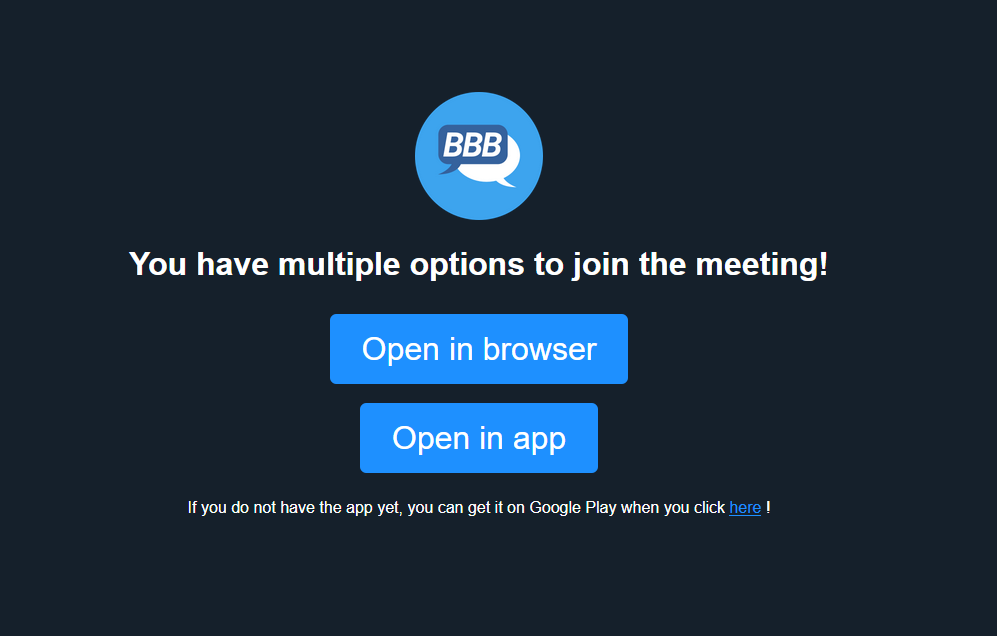 BBB
You have multiple options to join the meeting!
Open in browser
Open in app
If you do not have the app yet, you can get it on Google Play when you click here !